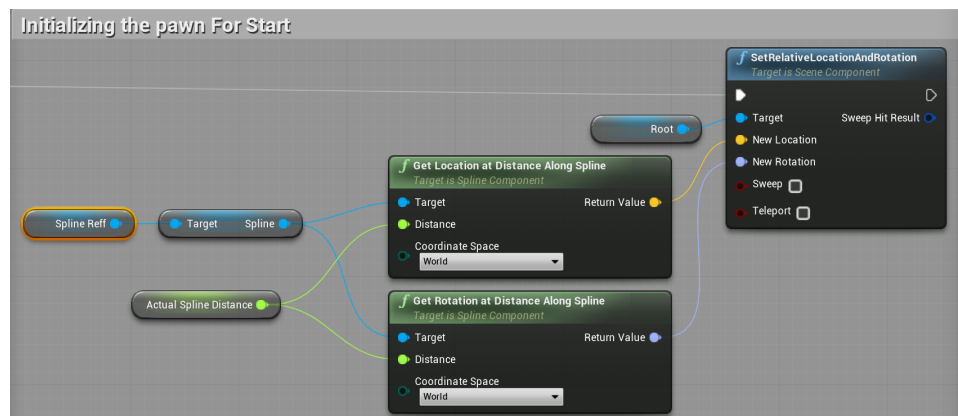 Initializing the pawn For Start
SetRelativeLocationAndRotation
Target is Scene Component
Target
Sweep Hit Result
New Location
New Rotation
Sweep
Teleport
Root
Get Location at Distance Along Spline
Target is Spline Component
Target
Return Value
Distance
Coordinate Space
World
Spline Reff
Target
Spline
Actual Spline Distance
Get Rotation at Distance Along Spline
Target is Spline Component
Target
Return Value
Distance
Coordinate Space
World